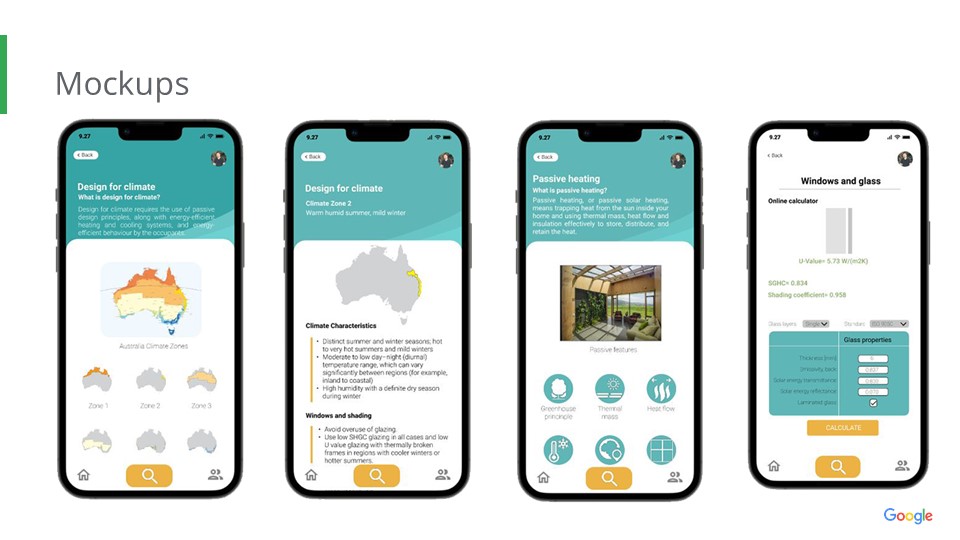 Mockups
9.27
Back
Design for climate
What is design for climate?
Design for climate requires the use of passive
design principles, along with energy-efficient
heating and cooling systems, and energy-
efficient behaviour by the occupants.
Australia Climate Zones
Zone 1
Zone 2
Zone 3
9.27
Back
Design for climate
Climate Zone 2
Warm humid summer, mild winter
Climate Characteristics
• Distinct summer and winter seasons; hot
to very hot summers and mild winters
• Moderate to low day–night (diurnal)
temperature range, which can vary
significantly between regions (for example,
inland to coastal)
• High humidity with a definite dry season
during winter
Windows and shading
• Avoid overuse of glazing.
• Use low SHGC glazing in all cases and low
U value glazing with thermally broken
frames in regions with cooler winters or
hotter summers.
9.27
Back
Passive heating
What is passive heating?
Passive heating, or passive solar heating,
means trapping heat from the sun inside your
home and using thermal mass, heat flow and
insulation effectively to store, distribute, and
retain the heat.
Passive features
Greenhouse
principle
Thermal
mass
Heat flow
9.27
Back
Windows and glass
Online calculator
U-Value= 5.73 W/(m2K)
SGHC= 0.834
Shading coefficient= 0.958
Glass layers
Single
Glass properties
Thickness (mm)
6
Emissivity, back
0.837
Solar energy transmittance
Solar energy reflectance
Laminated glass
CALCULATE
Google